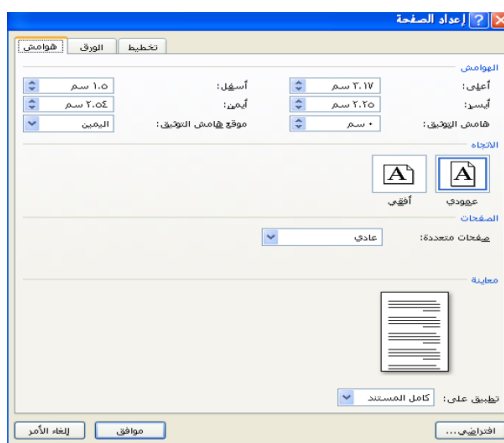 إعداد الصفحة
هوامش الورق تخطيط
الهوامش
أعلى: ٣.١٧ سم أسفل: ١.٥ سم
أيسر: ٢.٢٥ سم أيمن: ٢.٥٤ سم
هامش التوثيق: ٠ سم موقع هامش التوثيق: اليمين
الاتجاه
A A
عمودي أفقي
الصفحات
صفحات متعددة: عادي
معاينة
تطبيق على: كامل المستند
افتراضي... موافق إلغاء الأمر